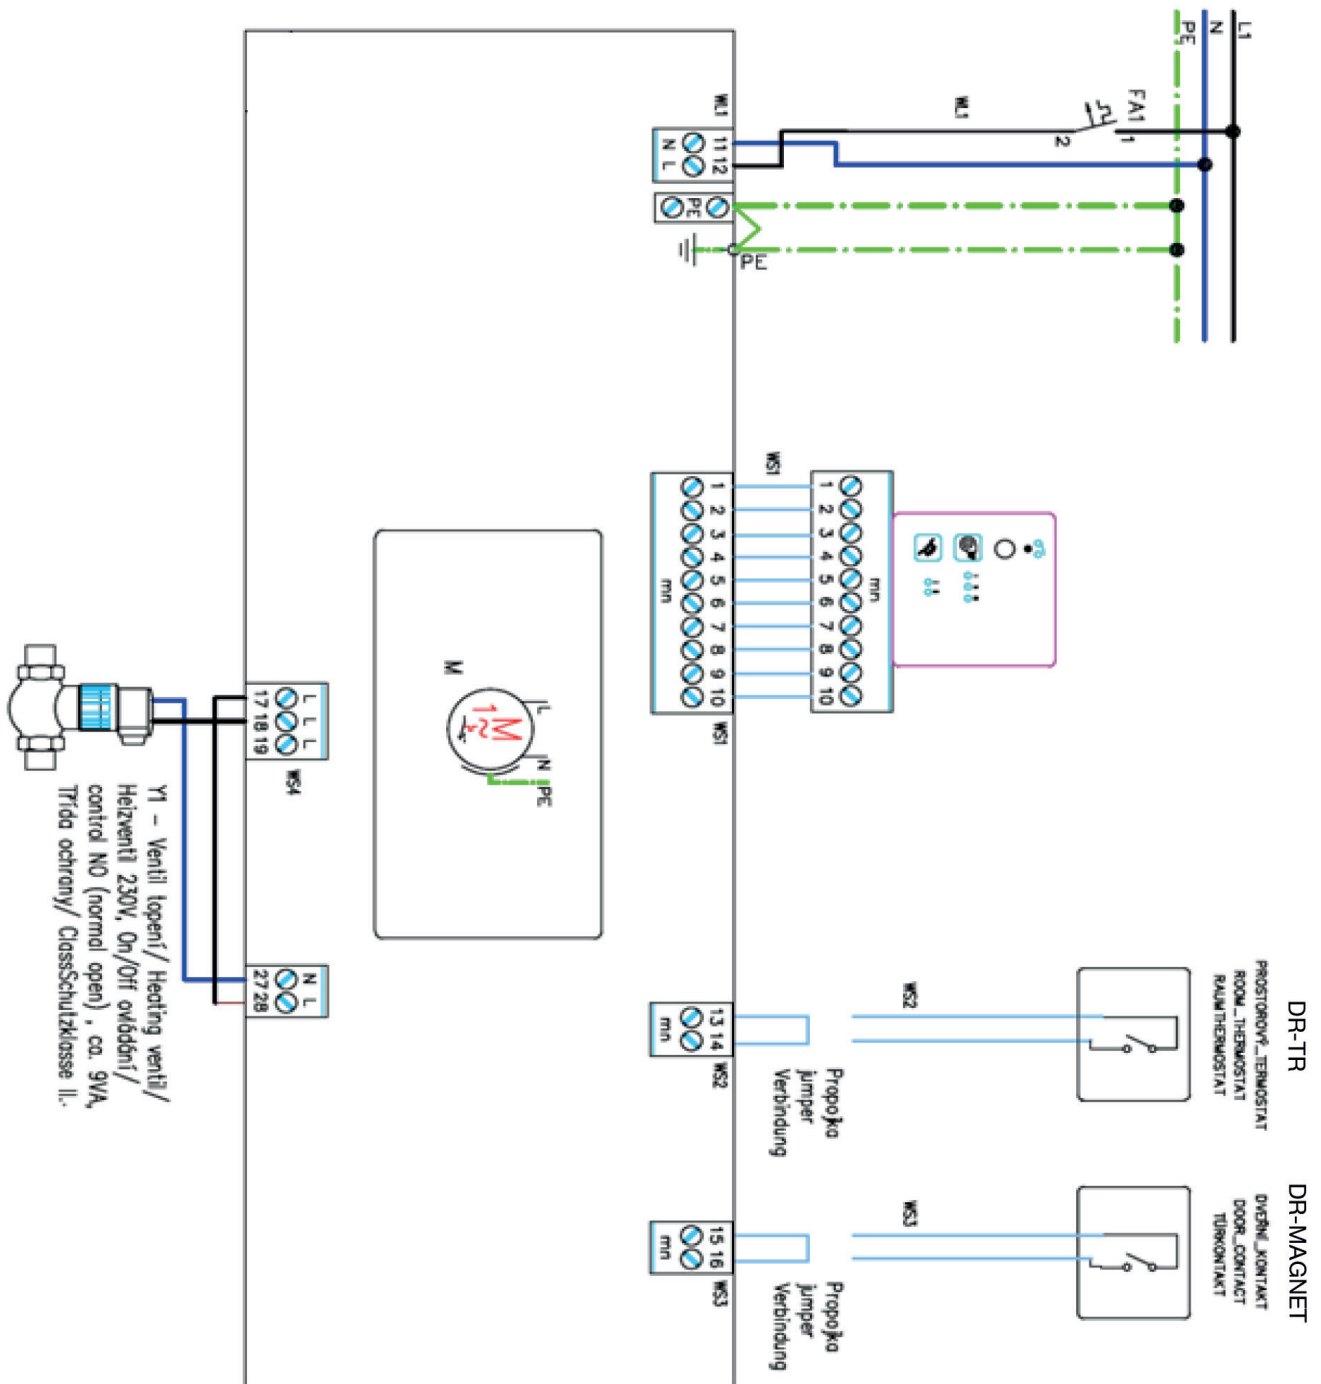 L1
N
PE
FA1
1
2
WL1
WL1
11 12
N L
PE
PE
WS1
1 2 3 4 5 6 7 8 9 10
mn
1 2 3 4 5 6 7 8 9 10
mn
WS1
M
M
1~
L
N
PE
L L L
17 18 19
WS4
N L
27 28
Y1 - Ventil topení/ Heating ventil/
Heizventil 230V, On/Off ovládání/
control NO (normal open), ca. 9VA,
Třída ochrany/ ClassSchutzklasse II.
DR-TR
PROSTOROVÝ_TERMOSTAT
ROOM_THERMOSTAT
RAUMTHERMOSTAT
WS2
13 14
mn
WS2
Propojka
jumper
Verbindung
DR-MAGNET
DVEŘNÍ_KONTAKT
DOOR_CONTACT
TÜRKONTAKT
WS3
15 16
mn
WS3
Propojka
jumper
Verbindung